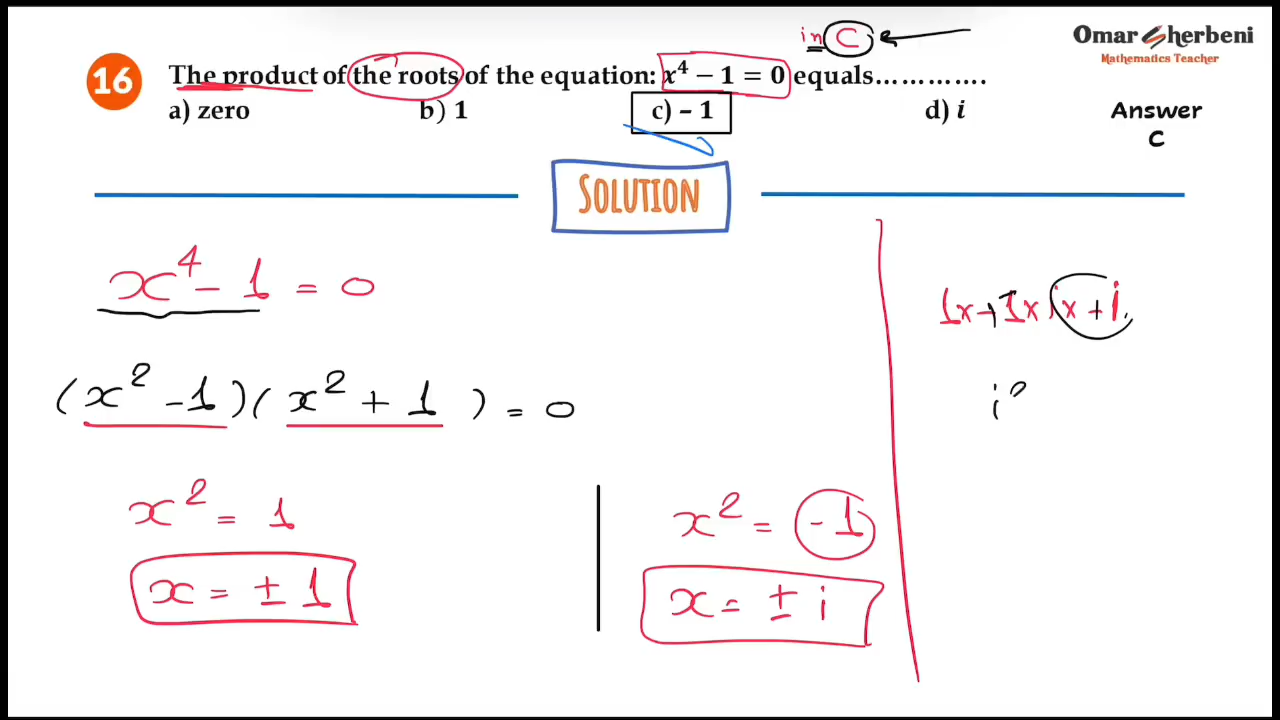 in C
Omar Sherbeni
Mathematics Teacher
16 The product of the roots of the equation: x⁴ − 1 = 0 equals………….
a) zero b) 1 c) – 1 d) i
Answer
C
SOLUTION
x⁴ - 1 = 0
(x² - 1)(x² + 1) = 0
x² = 1
x = ± 1
x² = -1
x = ± i
i²